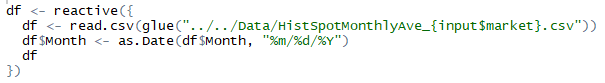 df <- reactive({
  df <- read.csv(glue("../../Data/HistSpotMonthlyAve_{input$market}.csv"))
  df$Month <- as.Date(df$Month, "%m/%d/%Y")
  df
})